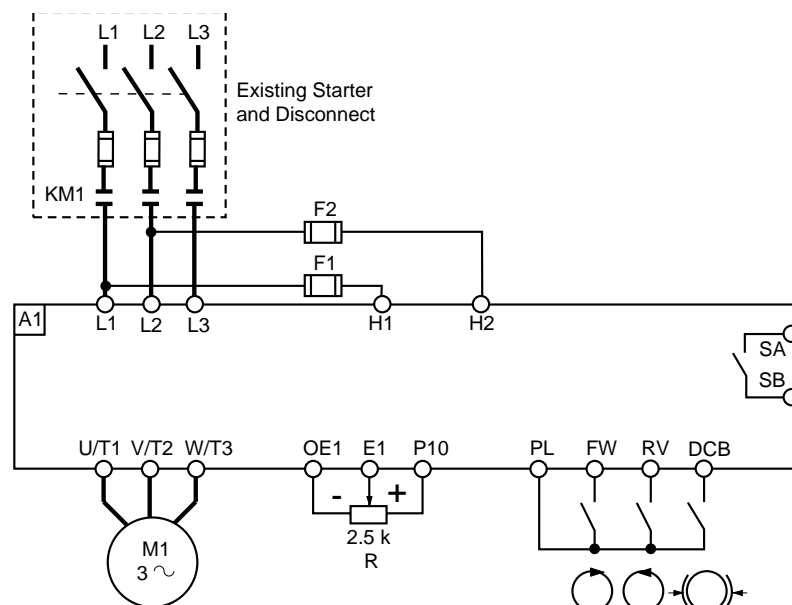 L1 L2 L3
Existing Starter
and Disconnect
KM1
F2
F1
A1
L1 L2 L3 H1 H2
SA
SB
U/T1 V/T2 W/T3 OE1 E1 P10 PL FW RV DCB
- +
2.5 k
R
M1
3